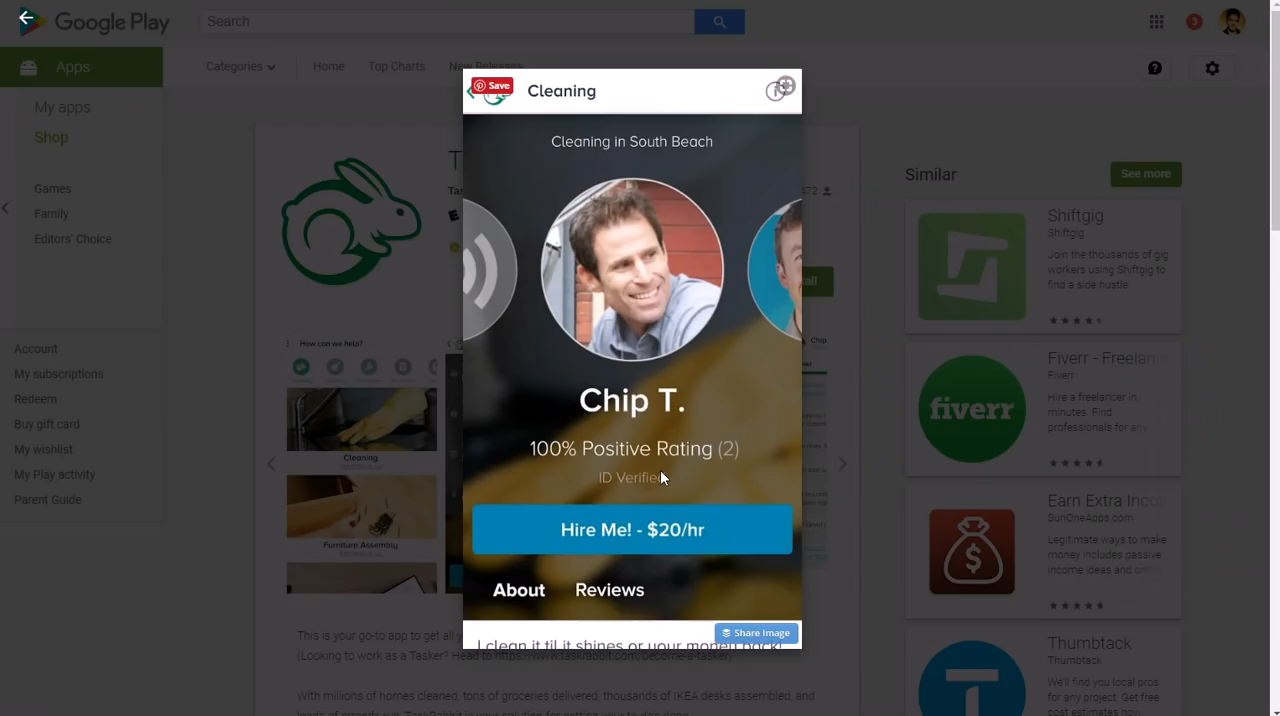 Google Play
Search
Apps
Categories
Home
Top Charts
New Releases
My apps
Shop
Games
Family
Editors' Choice
Account
My subscriptions
Redeem
Buy gift card
My wishlist
My Play activity
Parent Guide
Save
Cleaning
Cleaning in South Beach
Chip T.
100% Positive Rating (2)
ID Verified
Hire Me! - $20/hr
About Reviews
I clean it til it shines or your money back!
Share Image
How can we help?
Cleaning
Furniture Assembly
This is your go-to app to get all y
(Looking to work as a Tasker? Head to https://www.taskrabbit.com/become-a-tasker)
With millions of homes cleaned, tons of groceries delivered, thousands of IKEA desks assembled, and
Similar
See more
Shiftgig
Shiftgig
Join the thousands of gig
workers using Shiftgig to
find a side hustle.
Fiverr - Freelan
Fiverr
Hire a freelancer in
minutes. Find
professionals for any
fiverr
Earn Extra Inco
SunOneApps.com
Legitimate ways to make
money includes passive
income ideas and onlin
Thumbtack
Thumbtack
We'll find you local pros
for any project. Get free
cost estimates now.